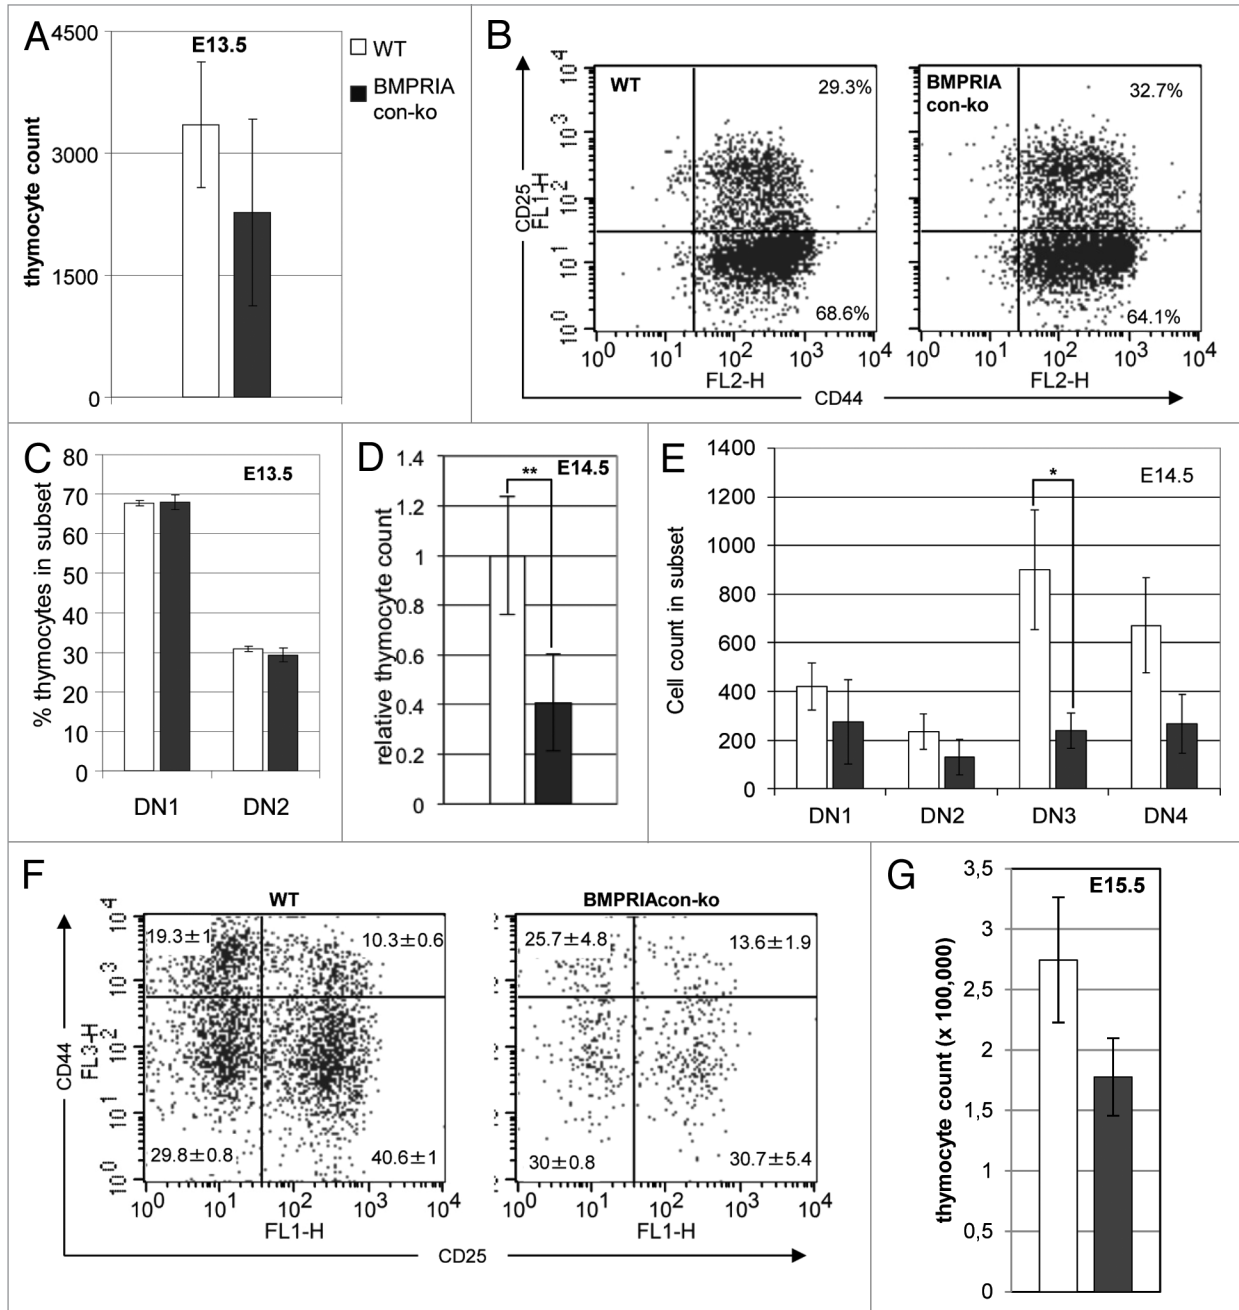 A
4500
3000
1500
0
thymocyte count
E13.5
WT
BMPRIA
con-ko
B
WT
29.3%
68.6%
BMPRIA
con-ko
32.7%
64.1%
10^4
10^3
10^2
10^1
10^0
CD25
FL1-H
10^0 10^1 10^2 10^3 10^4
FL2-H
10^0 10^1 10^2 10^3 10^4
FL2-H
CD44
C
80
70
60
50
40
30
20
10
0
% thymocytes in subset
E13.5
DN1 DN2
D
1.4
1.2
1
0.8
0.6
0.4
0.2
0
relative thymocyte count
**
E14.5
E
1400
1200
1000
800
600
400
200
0
Cell count in subset
*
E14.5
DN1 DN2 DN3 DN4
F
WT
19.3±1 10.3±0.6
29.8±0.8 40.6±1
BMPRIAcon-ko
25.7±4.8 13.6±1.9
30±0.8 30.7±5.4
10^4
10^3
10^2
10^1
10^0
CD44
FL3-H
10^0 10^1 10^2 10^3 10^4
FL1-H
10^0 10^1 10^2 10^3 10^4
FL1-H
CD25
G
3,5
3
2,5
2
1,5
1
0,5
0
thymocyte count (x 100,000)
E15.5